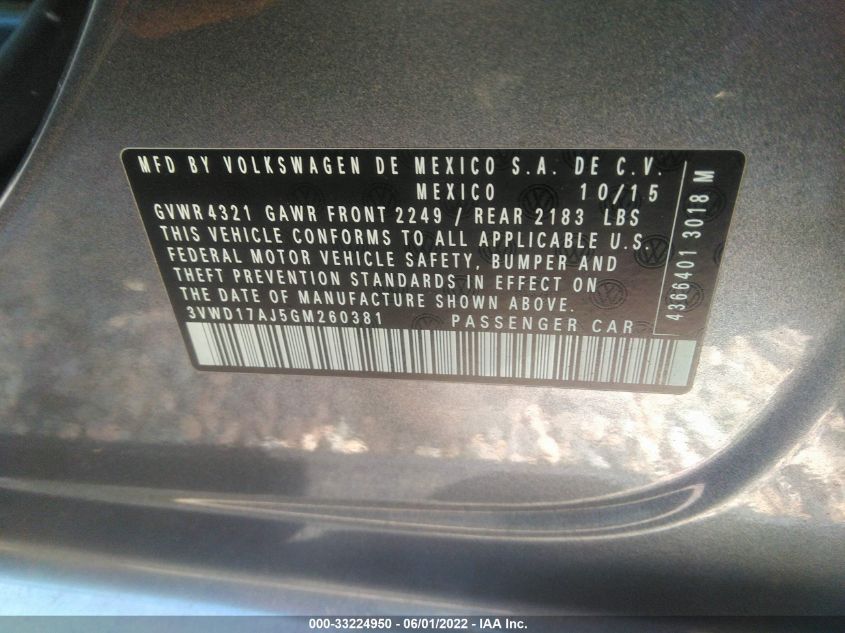 MFD BY VOLKSWAGEN DE MEXICO S.A. DE C.V.
MEXICO 10/15
GVWR 4321 GAWR FRONT 2249 / REAR 2183 LBS
THIS VEHICLE CONFORMS TO ALL APPLICABLE U.S.
FEDERAL MOTOR VEHICLE SAFETY, BUMPER AND
THEFT PREVENTION STANDARDS IN EFFECT ON
THE DATE OF MANUFACTURE SHOWN ABOVE.
3VWD17AJ5GM260381 PASSENGER CAR
4366401 3018 M
000-33224950 - 06/01/2022 - IAA Inc.